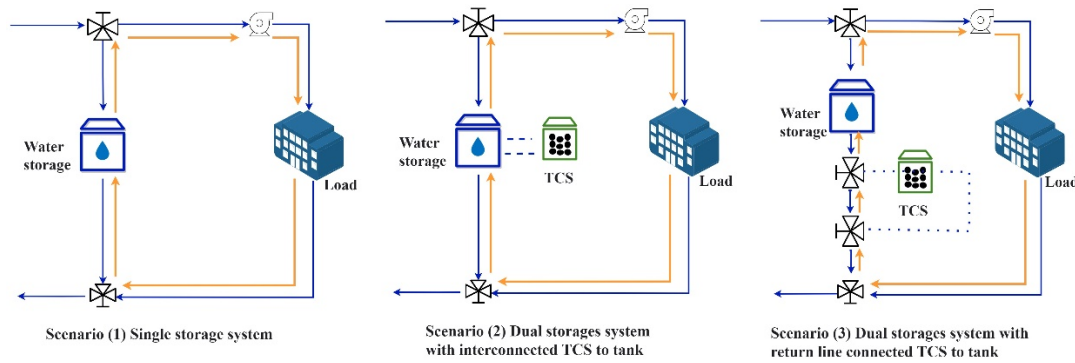 Water
storage
Load
Scenario (1) Single storage system
Water
storage
TCS
Load
Scenario (2) Dual storages system
with interconnected TCS to tank
Water
storage
TCS
Load
Scenario (3) Dual storages system with
return line connected TCS to tank